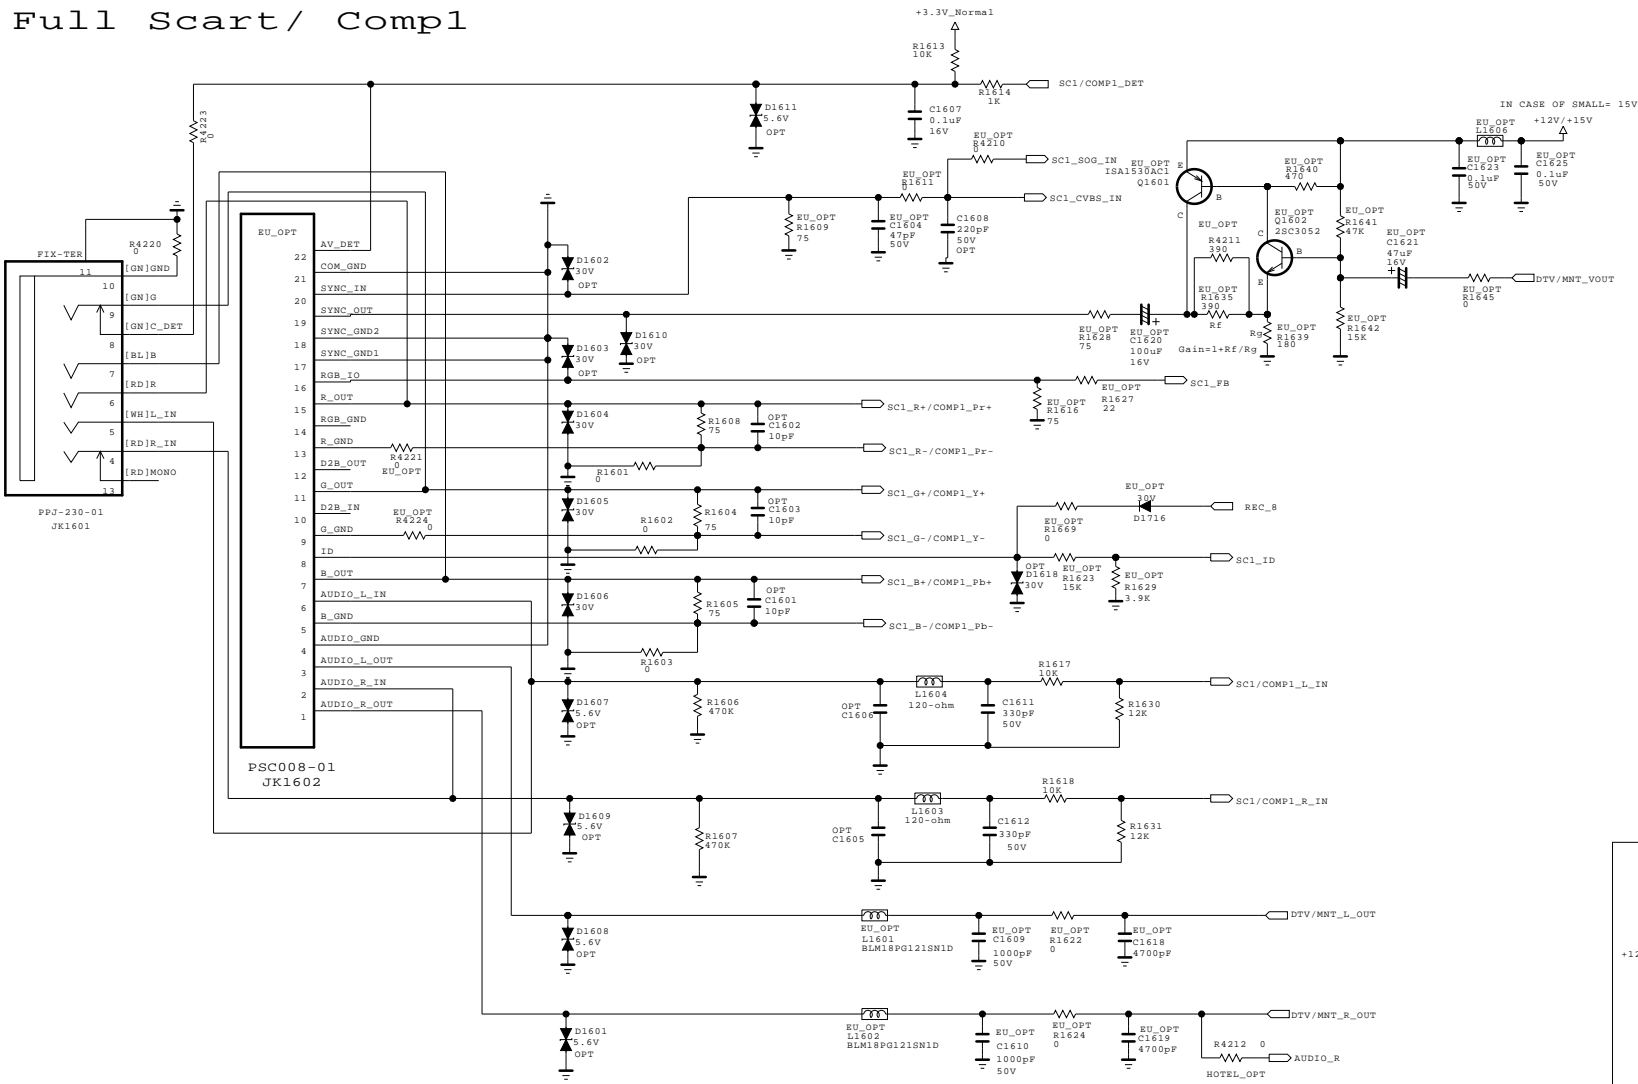 Full Scart/ Comp1
+3.3V_Normal
R1613
10K
R1614
1K
SC1/COMP1_DET
D1611
5.6V
OPT
C1607
0.1uF
16V
R4223
0
EU_OPT
R4210
0
SC1_SOG_IN
EU_OPT
R1611
0
SC1_CVBS_IN
EU_OPT
R1609
75
EU_OPT
C1604
47pF
50V
C1608
220pF
50V
OPT
IN CASE OF SMALL= 15V
+12V/+15V
EU_OPT
L1606
EU_OPT
C1623
0.1uF
50V
EU_OPT
C1625
0.1uF
50V
EU_OPT
ISA1530AC1
Q1601
E
B
C
EU_OPT
R1640
470
EU_OPT
Q1602
2SC3052
C
B
E
EU_OPT
R1641
47K
EU_OPT
C1621
47uF
16V
+
EU_OPT
R4211
390
EU_OPT
R1635
390
Rf
Rg
EU_OPT
R1639
180
Gain=1+Rf/Rg
EU_OPT
R1642
15K
EU_OPT
R1645
0
DTV/MNT_VOUT
EU_OPT
R1628
75
+
EU_OPT
C1620
100uF
16V
FIX-TER
R4220
0
11
[GN]GND
10
[GN]G
9
[GN]C_DET
8
[BL]B
7
[RD]R
6
[WH]L_IN
5
[RD]R_IN
4
[RD]MONO
13
PPJ-230-01
JK1601
EU_OPT
AV_DET
22
COM_GND
21
SYNC_IN
20
SYNC_OUT
19
SYNC_GND2
18
SYNC_GND1
17
RGB_IO
16
R_OUT
15
RGB_GND
14
R_GND
13
D2B_OUT
12
G_OUT
11
D2B_IN
10
G_GND
9
ID
8
B_OUT
7
AUDIO_L_IN
6
B_GND
5
AUDIO_GND
4
AUDIO_L_OUT
3
AUDIO_R_IN
2
AUDIO_R_OUT
1
PSC008-01
JK1602
D1602
30V
OPT
D1603
30V
OPT
D1610
30V
OPT
EU_OPT
R1616
75
EU_OPT
R1627
22
SC1_FB
D1604
30V
R1608
75
OPT
C1602
10pF
SC1_R+/COMP1_Pr+
SC1_R-/COMP1_Pr-
R4221
0
EU_OPT
R1601
0
D1605
30V
R1604
75
OPT
C1603
10pF
SC1_G+/COMP1_Y+
SC1_G-/COMP1_Y-
EU_OPT
R4224
0
R1602
0
EU_OPT
30V
D1716
REC_8
EU_OPT
R1669
0
OPT
D1618
30V
EU_OPT
R1623
15K
EU_OPT
R1629
3.9K
SC1_ID
D1606
30V
R1605
75
OPT
C1601
10pF
SC1_B+/COMP1_Pb+
SC1_B-/COMP1_Pb-
R1603
0
D1607
5.6V
OPT
R1606
470K
OPT
C1606
L1604
120-ohm
C1611
330pF
50V
R1617
10K
R1630
12K
SC1/COMP1_L_IN
D1609
5.6V
OPT
R1607
470K
OPT
C1605
L1603
120-ohm
C1612
330pF
50V
R1618
10K
R1631
12K
SC1/COMP1_R_IN
D1608
5.6V
OPT
EU_OPT
L1601
BLM18PG121SN1D
EU_OPT
C1609
1000pF
50V
EU_OPT
R1622
0
EU_OPT
C1618
4700pF
DTV/MNT_L_OUT
D1601
5.6V
OPT
EU_OPT
L1602
BLM18PG121SN1D
EU_OPT
C1610
1000pF
50V
EU_OPT
R1624
0
EU_OPT
C1619
4700pF
DTV/MNT_R_OUT
R4212 0
AUDIO_R
HOTEL_OPT
+12